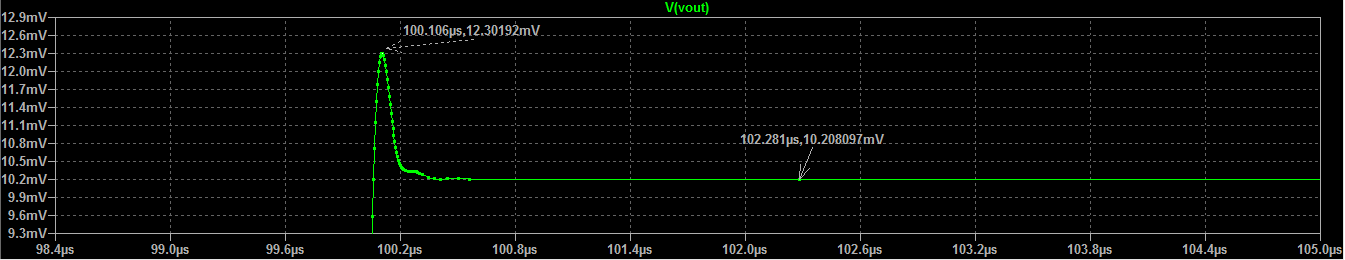 V(vout)
12.9mV
12.6mV
12.3mV
12.0mV
11.7mV
11.4mV
11.1mV
10.8mV
10.5mV
10.2mV
9.9mV
9.6mV
9.3mV
100.106µs,12.30192mV
102.281µs,10.208097mV
98.4µs 99.0µs 99.6µs 100.2µs 100.8µs 101.4µs 102.0µs 102.6µs 103.2µs 103.8µs 104.4µs 105.0µs